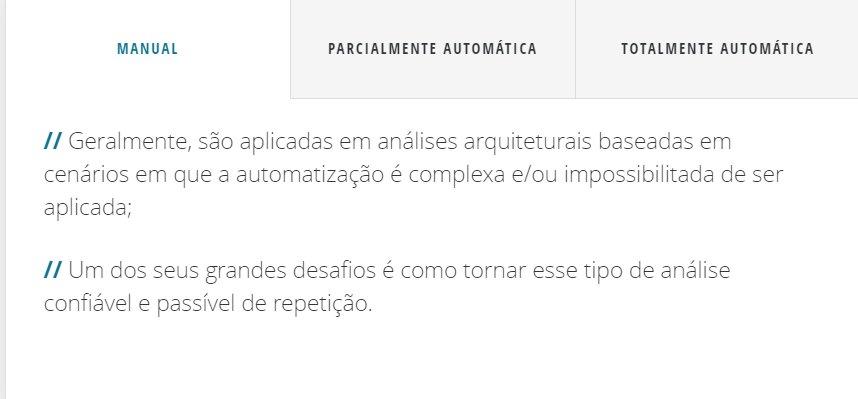 MANUAL
PARCIALMENTE AUTOMÁTICA
TOTALMENTE AUTOMÁTICA
// Geralmente, são aplicadas em análises arquiteturais baseadas em
cenários em que a automatização é complexa e/ou impossibilitada de ser
aplicada;
// Um dos seus grandes desafios é como tornar esse tipo de análise
confiável e passível de repetição.